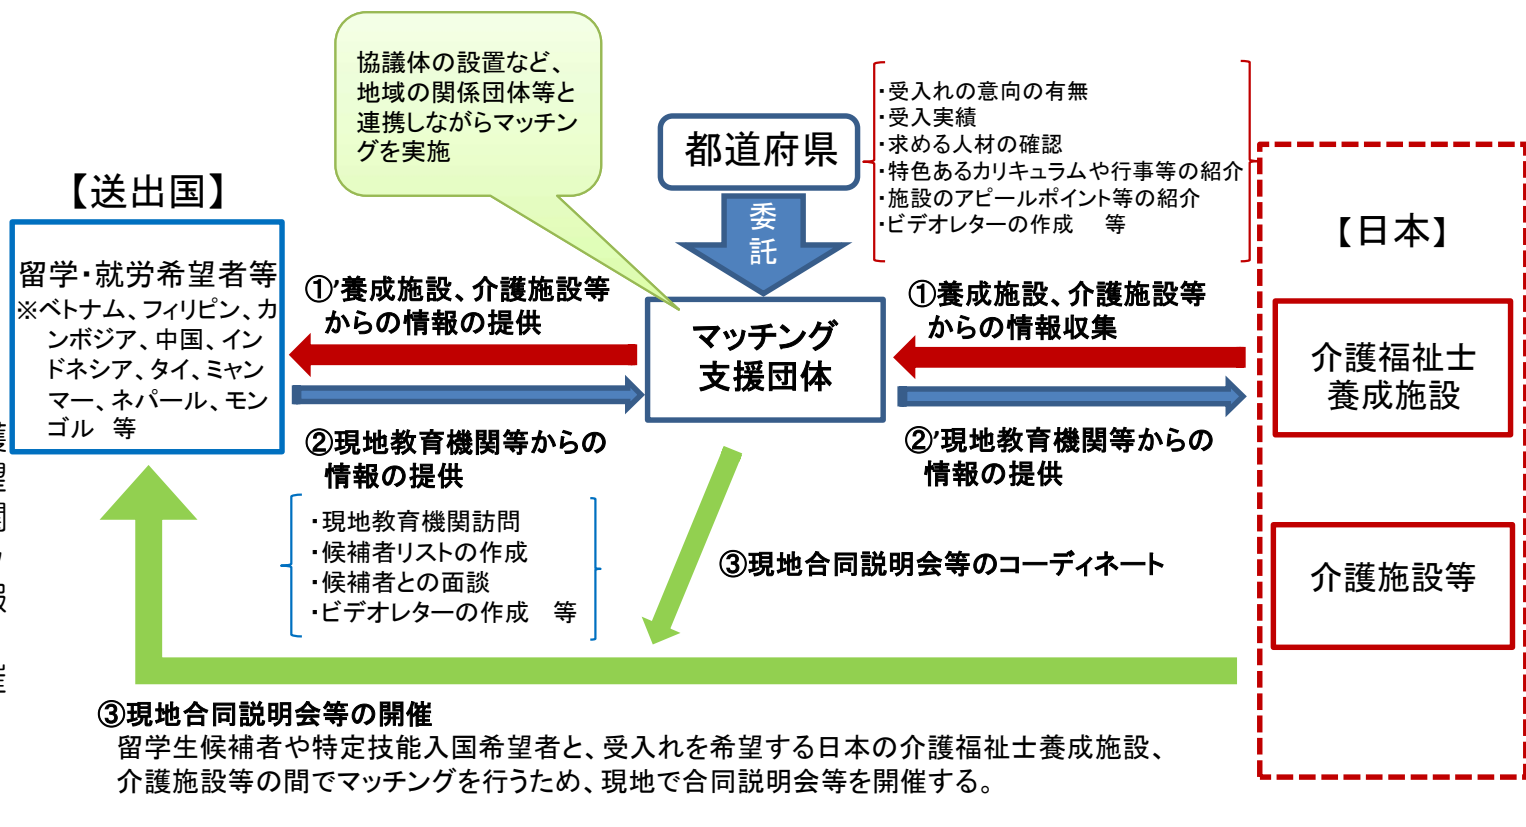 協議体の設置など、
地域の関係団体等と
連携しながらマッチン
グを実施
都道府県
委
託
・受入れの意向の有無
・受入実績
・求める人材の確認
・特色あるカリキュラムや行事等の紹介
・施設のアピールポイント等の紹介
・ビデオレターの作成　等
【送出国】
留学・就労希望者等
※ベトナム、フィリピン、カ
ンボジア、中国、イン
ドネシア、タイ、ミャン
マー、ネパール、モン
ゴル　等
①’養成施設、介護施設等
からの情報の提供
マッチング
支援団体
①養成施設、介護施設等
からの情報収集
【日本】
介護福祉士
養成施設
介護施設等
②現地教育機関等からの
情報の提供
・現地教育機関訪問
・候補者リストの作成
・候補者との面談
・ビデオレターの作成　等
②’現地教育機関等からの
情報の提供
③現地合同説明会等のコーディネート
③現地合同説明会等の開催
留学生候補者や特定技能入国希望者と、受入れを希望する日本の介護福祉士養成施設、
介護施設等の間でマッチングを行うため、現地で合同説明会等を開催する。